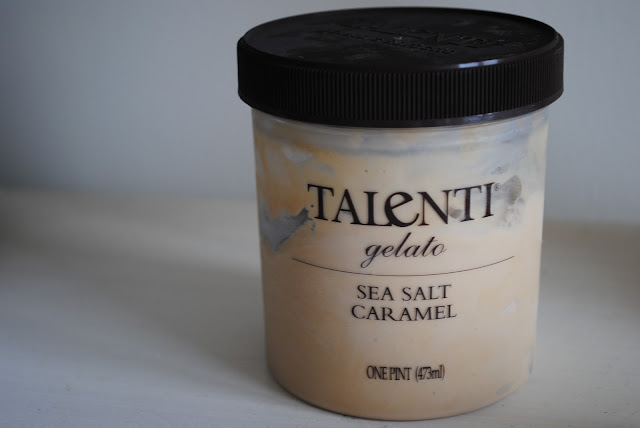 TALENTI®
gelato
SEA SALT
CARAMEL
ONE PINT (473ml)